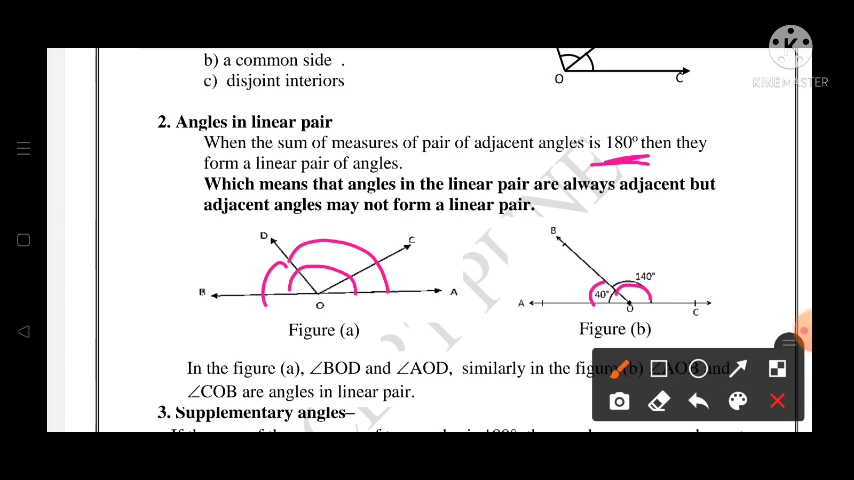 b) a common side .
c) disjoint interiors
O
C
KINEMASTER
2. Angles in linear pair
When the sum of measures of pair of adjacent angles is 180º then they
form a linear pair of angles.
Which means that angles in the linear pair are always adjacent but
adjacent angles may not form a linear pair.
D
C
B
A
O
B
140°
40°
A
O
C
Figure (a)
Figure (b)
In the figure (a), ∠BOD and ∠AOD, similarly in the figure (b) ∠AOB and
∠COB are angles in linear pair.
3. Supplementary angles–